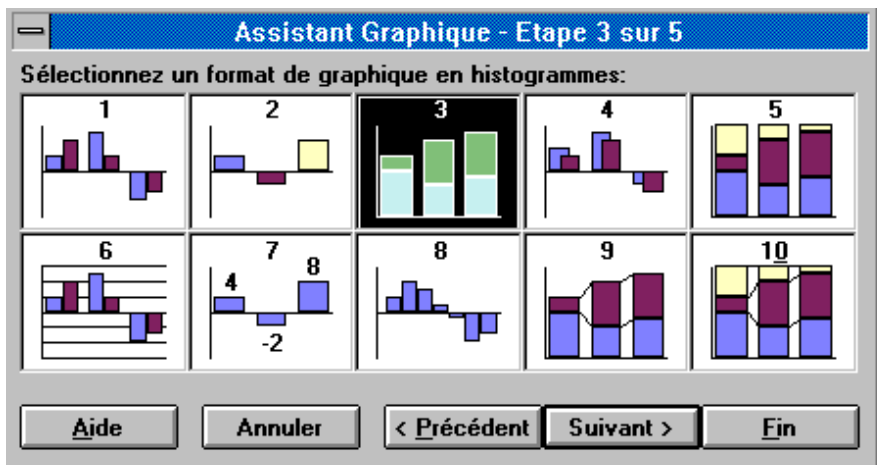 Assistant Graphique - Etape 3 sur 5
Sélectionnez un format de graphique en histogrammes:
1 2 3 4 5
6 7 8 9 10
4 8
-2
Aide Annuler < Précédent Suivant > Fin